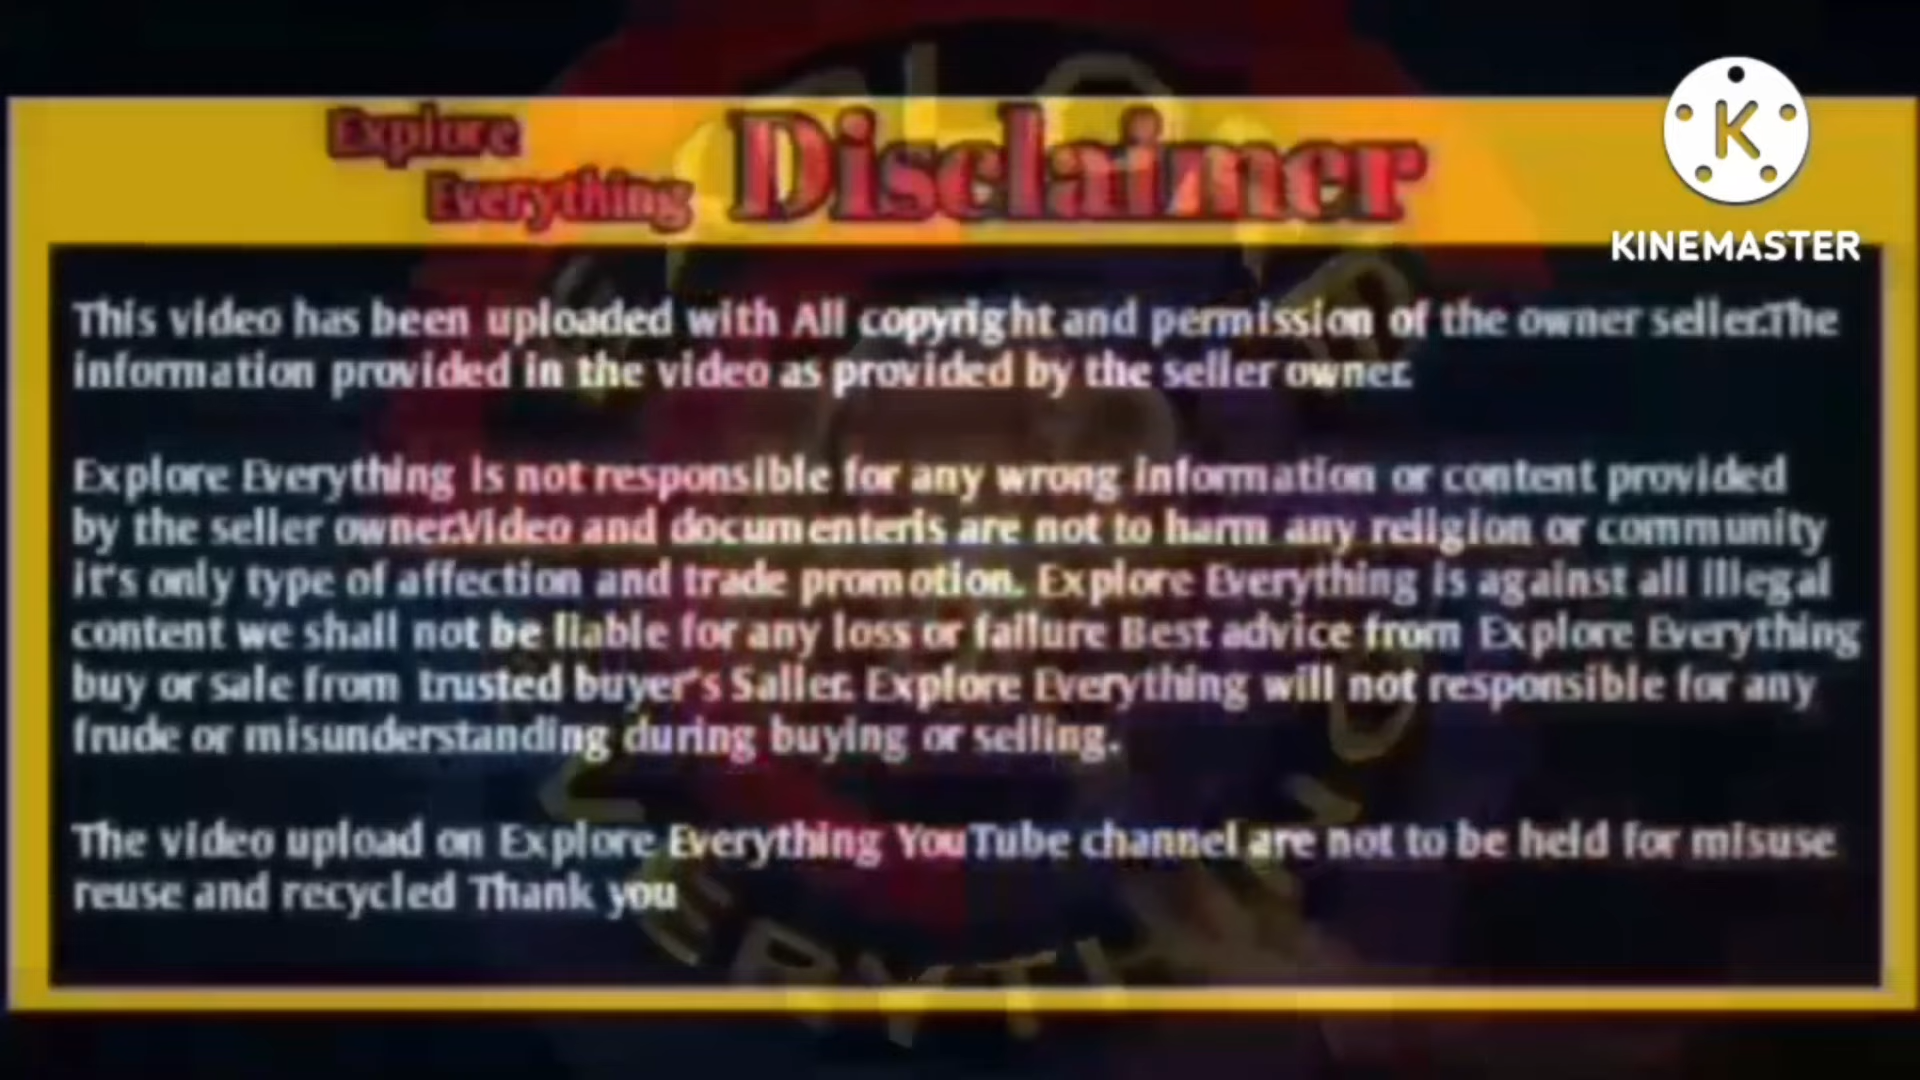 Explore
Everything
Disclaimer
KINEMASTER
This video has been uploaded with All copyright and permission of the owner seller.The
information provided in the video as provided by the seller owner.
Explore Everything is not responsible for any wrong information or content provided
by the seller owner.Video and documenteris are not to harm any religion or community
it's only type of affection and trade promotion. Explore Everything is against all illegal
content we shall not be liable for any loss or failure Best advice from Explore Everything
buy or sale from trusted buyer's Saller. Explore Everything will not responsible for any
frude or misunderstanding during buying or selling.
The video upload on Explore Everything YouTube channel are not to be held for misuse
reuse and recycled Thank you